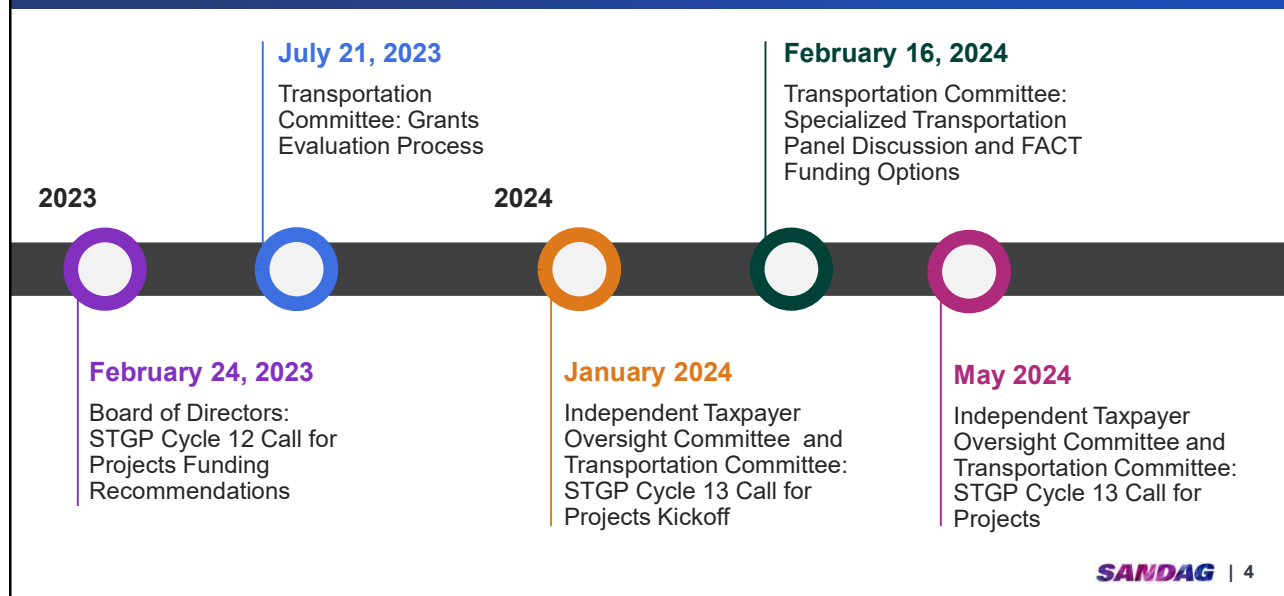 2023
February 24, 2023
Board of Directors:
STGP Cycle 12 Call for
Projects Funding
Recommendations
July 21, 2023
Transportation
Committee: Grants
Evaluation Process
2024
January 2024
Independent Taxpayer
Oversight Committee  and
Transportation Committee:
STGP Cycle 13 Call for
Projects Kickoff
February 16, 2024
Transportation Committee:
Specialized Transportation
Panel Discussion and FACT
Funding Options
May 2024
Independent Taxpayer
Oversight Committee and
Transportation Committee:
STGP Cycle 13 Call for
Projects
SANDAG | 4